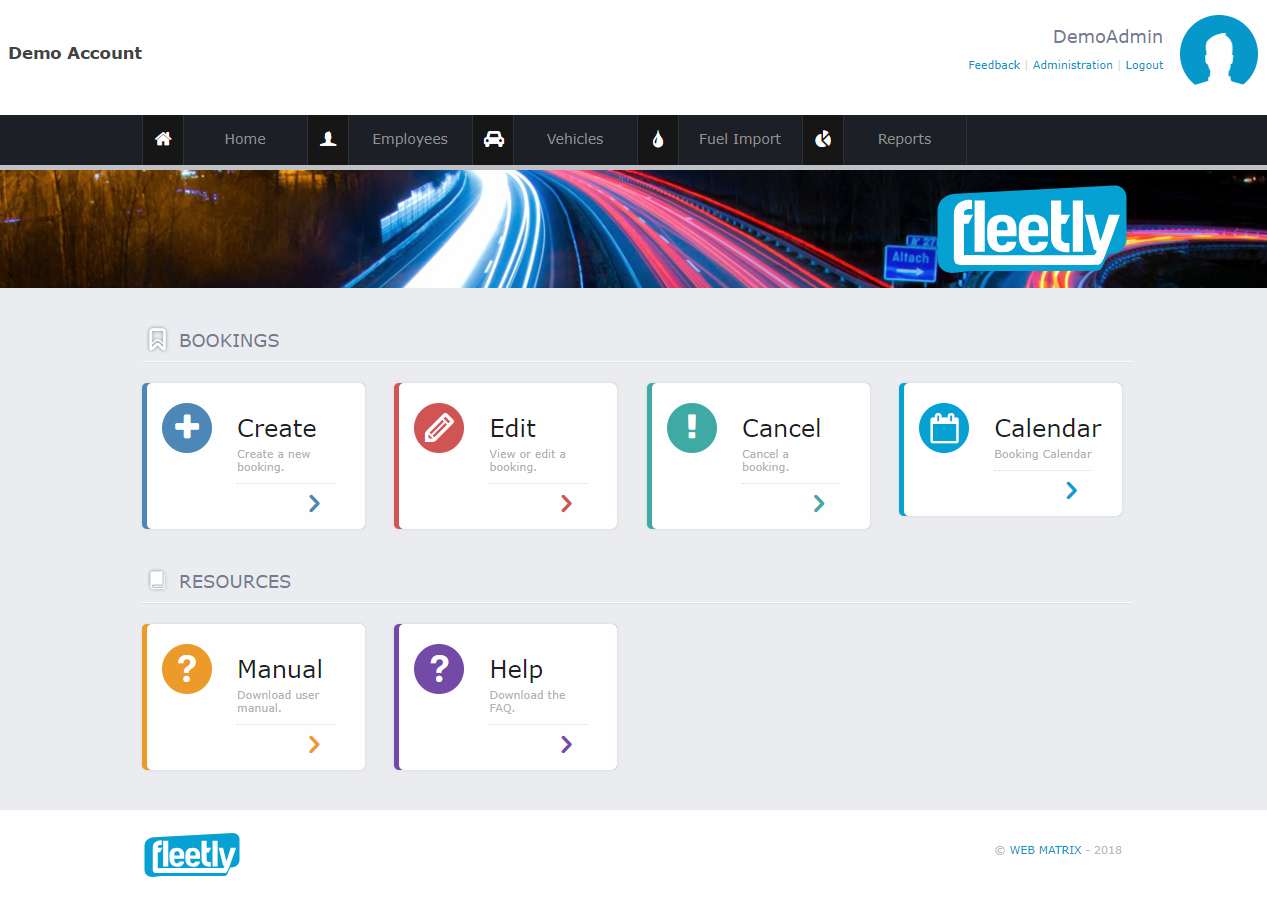 DemoAdmin
Demo Account
Feedback | Administration | Logout
Home Employees Vehicles Fuel Import Reports
fleetly
Altach
BOOKINGS
Create
Create a new
booking.
Edit
View or edit a
booking.
Cancel
Cancel a
booking.
Calendar
Booking Calendar
RESOURCES
Manual
Download user
manual.
Help
Download the
FAQ.
fleetly
© WEB MATRIX - 2018